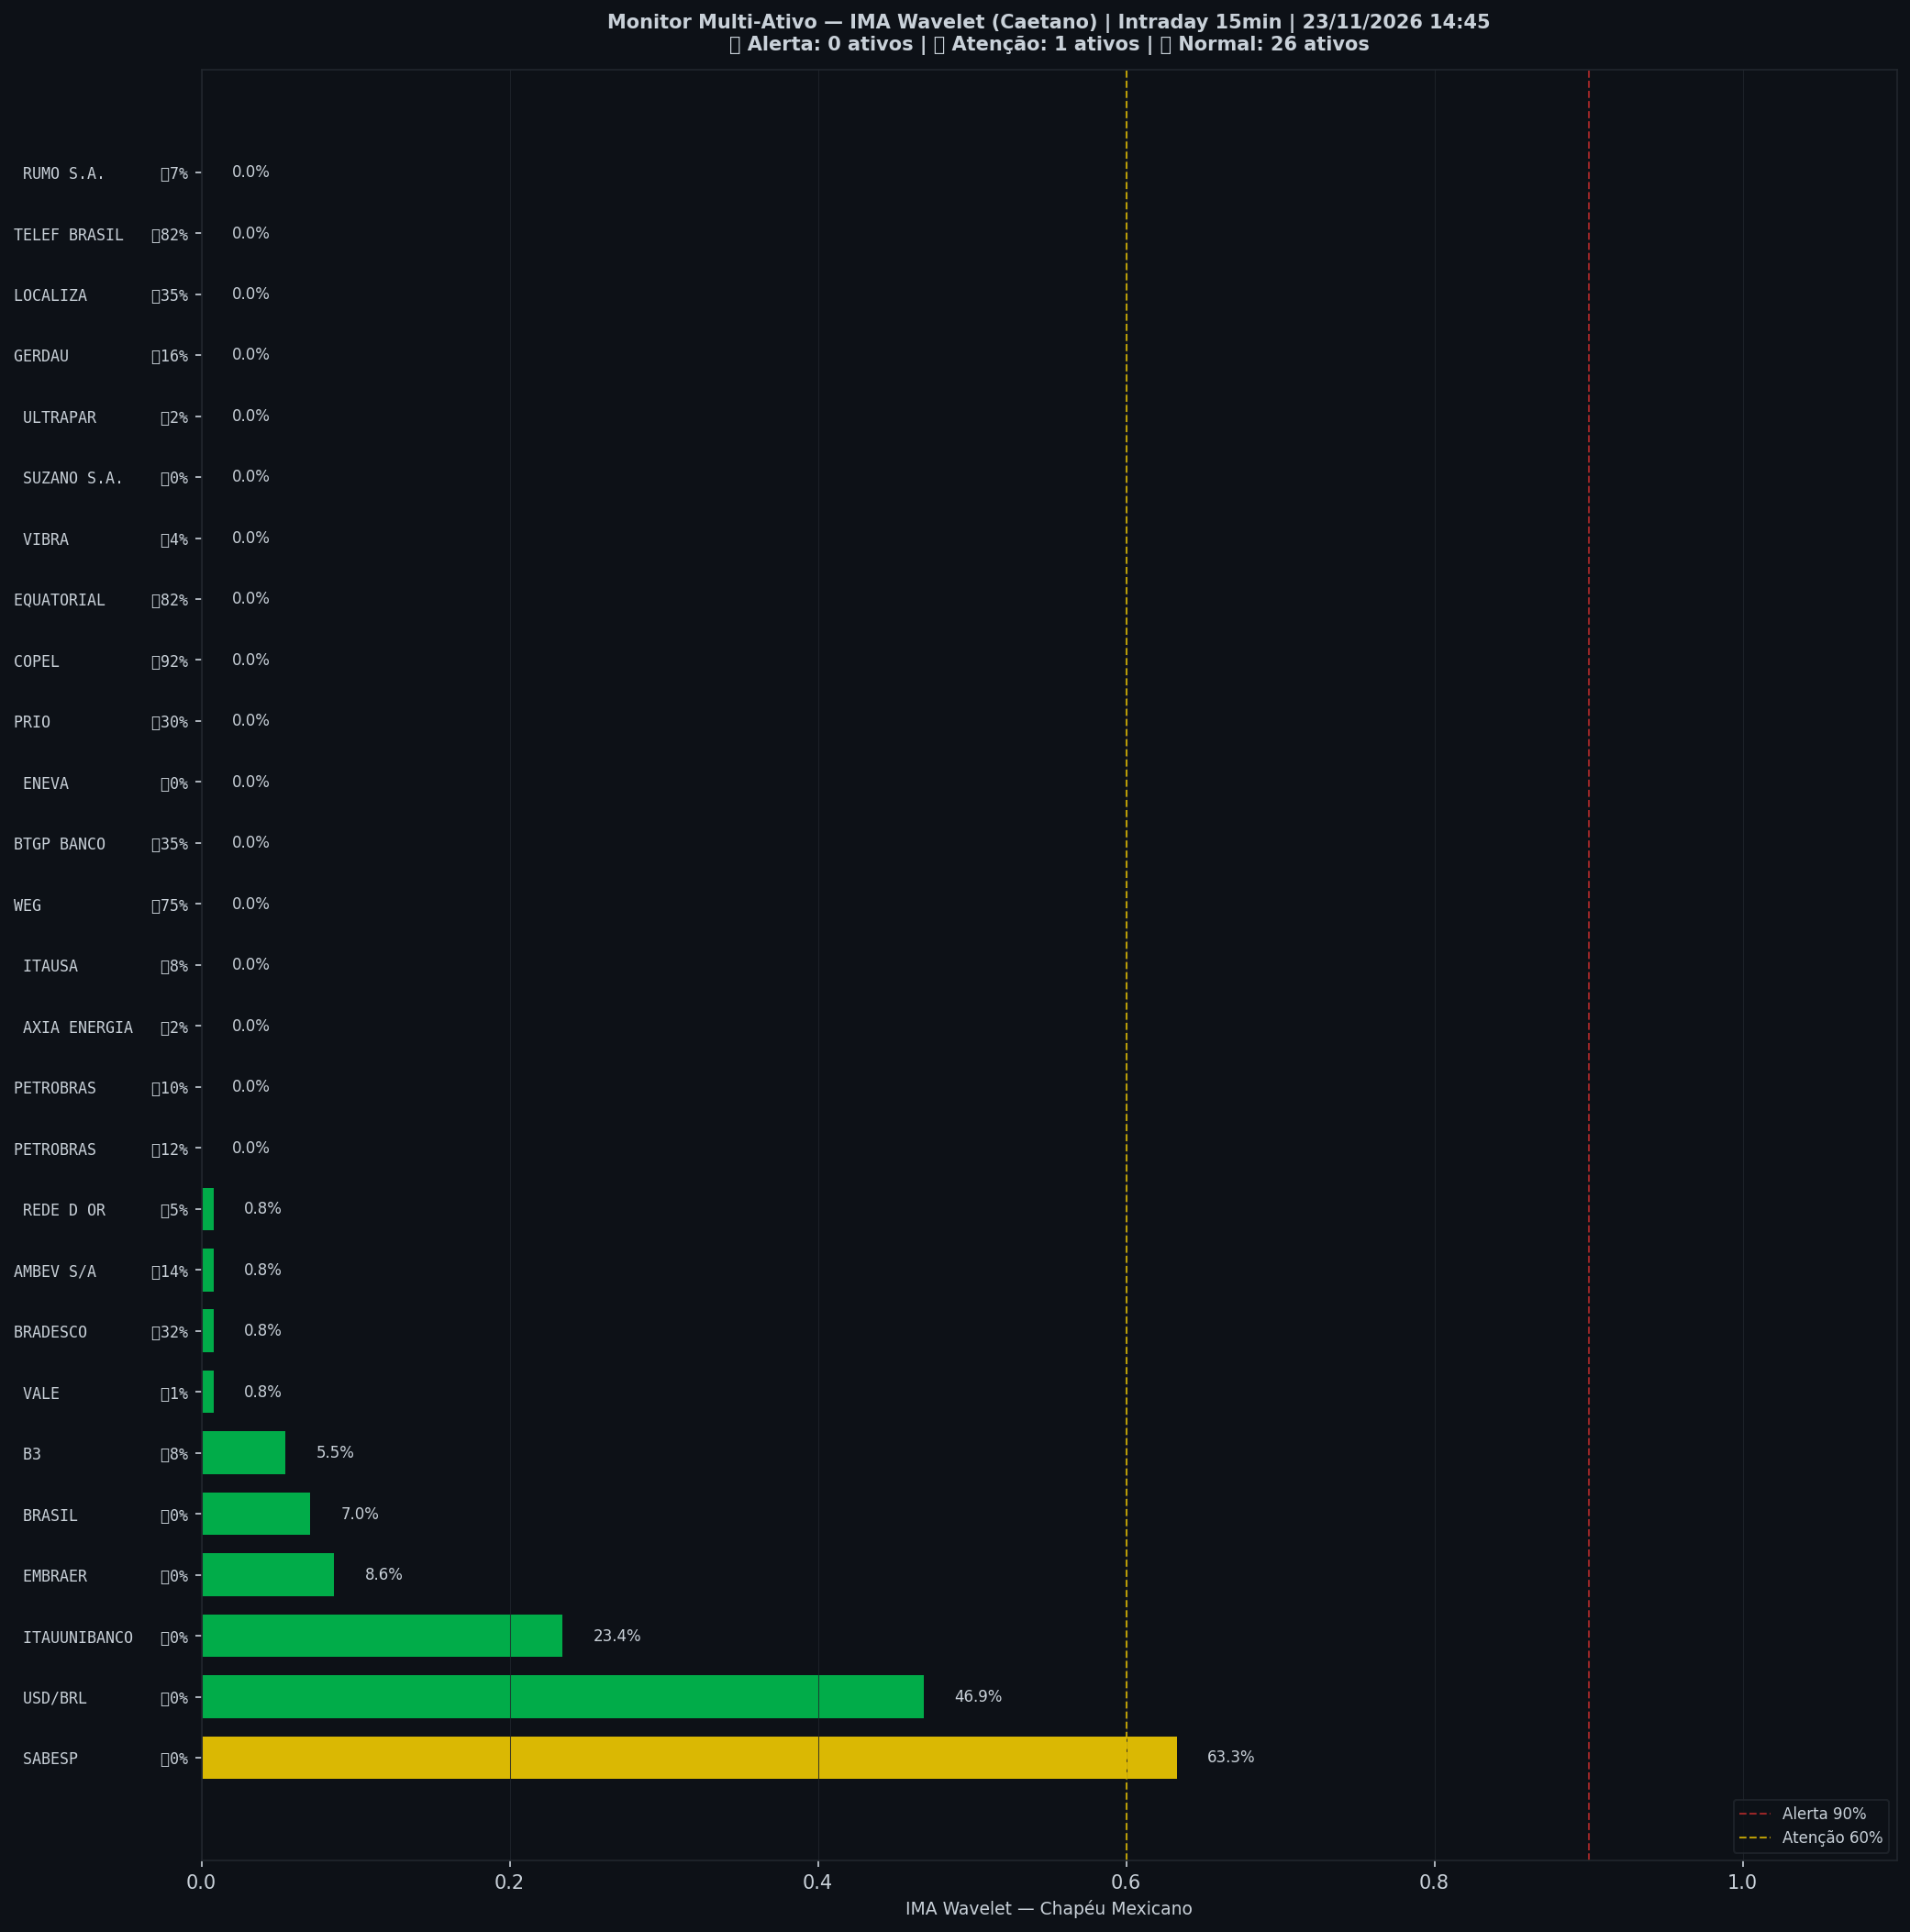 Monitor Multi-Ativo — IMA Wavelet (Caetano) | Intraday 15min | 23/11/2026 14:45
▯ Alerta: 0 ativos | ▯ Atenção: 1 ativos | ▯ Normal: 26 ativos
RUMO S.A. ▯7% 0.0%
TELEF BRASIL ▯82% 0.0%
LOCALIZA ▯35% 0.0%
GERDAU ▯16% 0.0%
ULTRAPAR ▯2% 0.0%
SUZANO S.A. ▯0% 0.0%
VIBRA ▯4% 0.0%
EQUATORIAL ▯82% 0.0%
COPEL ▯92% 0.0%
PRIO ▯30% 0.0%
ENEVA ▯0% 0.0%
BTGP BANCO ▯35% 0.0%
WEG ▯75% 0.0%
ITAUSA ▯8% 0.0%
AXIA ENERGIA ▯2% 0.0%
PETROBRAS ▯10% 0.0%
PETROBRAS ▯12% 0.0%
REDE D OR ▯5% 0.8%
AMBEV S/A ▯14% 0.8%
BRADESCO ▯32% 0.8%
VALE ▯1% 0.8%
B3 ▯8% 5.5%
BRASIL ▯0% 7.0%
EMBRAER ▯0% 8.6%
ITAUUNIBANCO ▯0% 23.4%
USD/BRL ▯0% 46.9%
SABESP ▯0% 63.3%
Alerta 90%
Atenção 60%
0.0 0.2 0.4 0.6 0.8 1.0
IMA Wavelet — Chapéu Mexicano